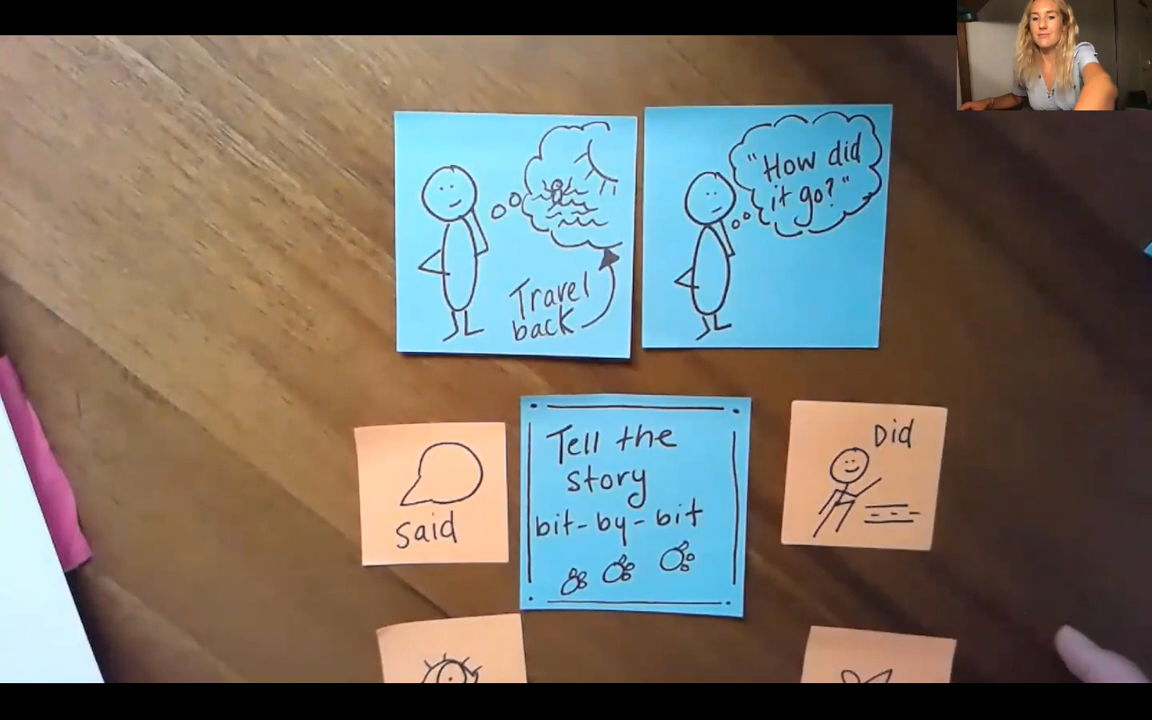 Travel
back
"How did
it go?"
Tell the
story
bit-by-bit
said
Did